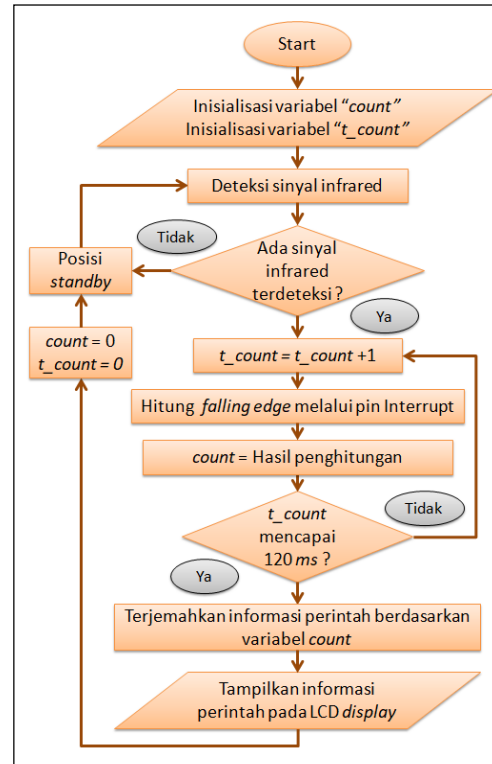 Start
Inisialisasi variabel “count”
Inisialisasi variabel “t_count”
Deteksi sinyal infrared
Tidak
Posisi
standby
Ada sinyal
infrared
terdeteksi ?
Ya
count = 0
t_count = 0
t_count = t_count +1
Hitung falling edge melalui pin Interrupt
count = Hasil penghitungan
t_count
mencapai
120 ms ?
Tidak
Ya
Terjemahkan informasi perintah berdasarkan
variabel count
Tampilkan informasi
perintah pada LCD display